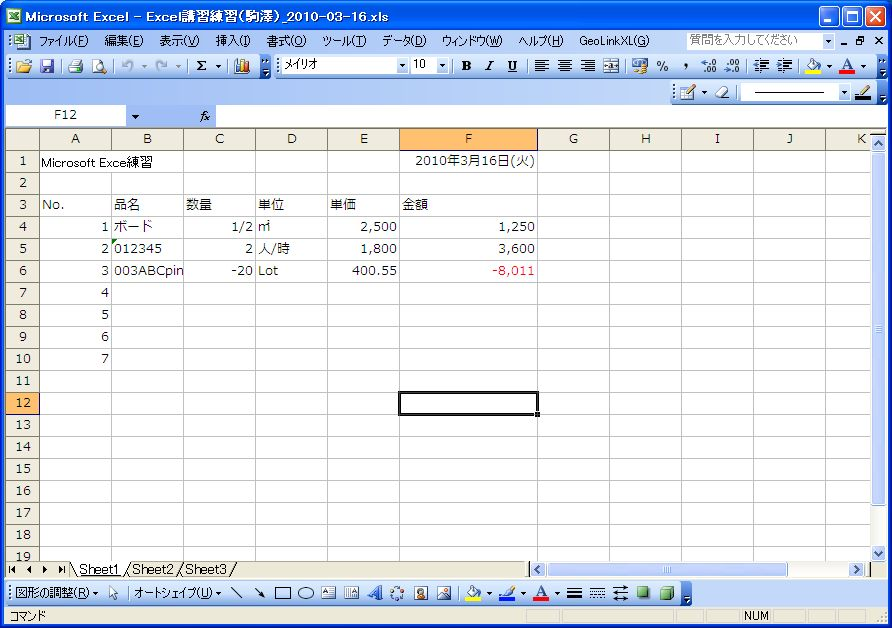 Microsoft Excel - Excel講習練習(駒澤)_2010-03-16.xls
ファイル(F) 編集(E) 表示(V) 挿入(I) 書式(O) ツール(T) データ(D) ウィンドウ(W) ヘルプ(H) GeoLinkXL(G) 質問を入力してください
Σ メイリオ 10 B I U % ,
F12 fx
A B C D E F G H I J K
1 Microsoft Exce練習 2010年3月16日(火)
2
3 No. 品名 数量 単位 単価 金額
4 1 ボード 1/2 ㎡ 2,500 1,250
5 2 012345 2 人/時 1,800 3,600
6 3 003ABCpin -20 Lot 400.55 -8,011
7 4
8 5
9 6
10 7
11
12
13
14
15
16
17
18
19
Sheet1 Sheet2 Sheet3
図形の調整(R) オートシェイプ(U)
コマンド NUM